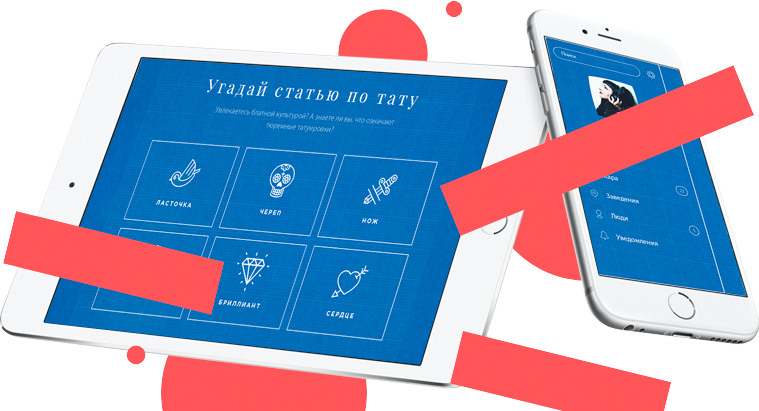 Угадай статью по тату
Увлекаетесь блатной культурой? А знаете ли вы, что означают
тюремные татуировки?
ЛАСТОЧКА
ЧЕРЕП
НОЖ
БРИЛЛИАНТ
СЕРДЦЕ
Поиск
Заведения
Люди
Уведомления